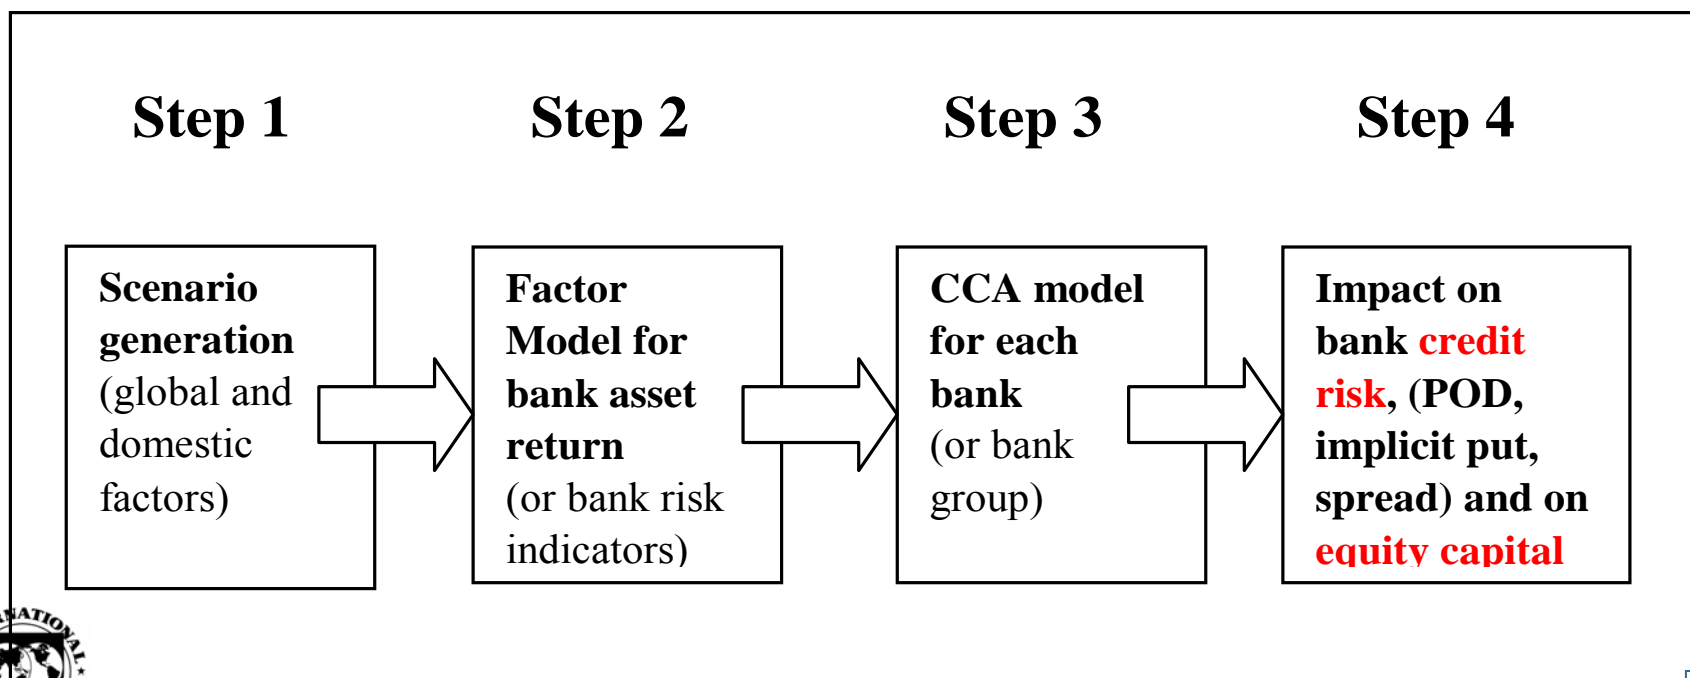 Step 1
Step 2
Step 3
Step 4
Scenario
generation
(global and
domestic
factors)
Factor
Model for
bank asset
return
(or bank risk
indicators)
CCA model
for each
bank
(or bank
group)
Impact on
bank credit
risk, (POD,
implicit put,
spread) and on
equity capital